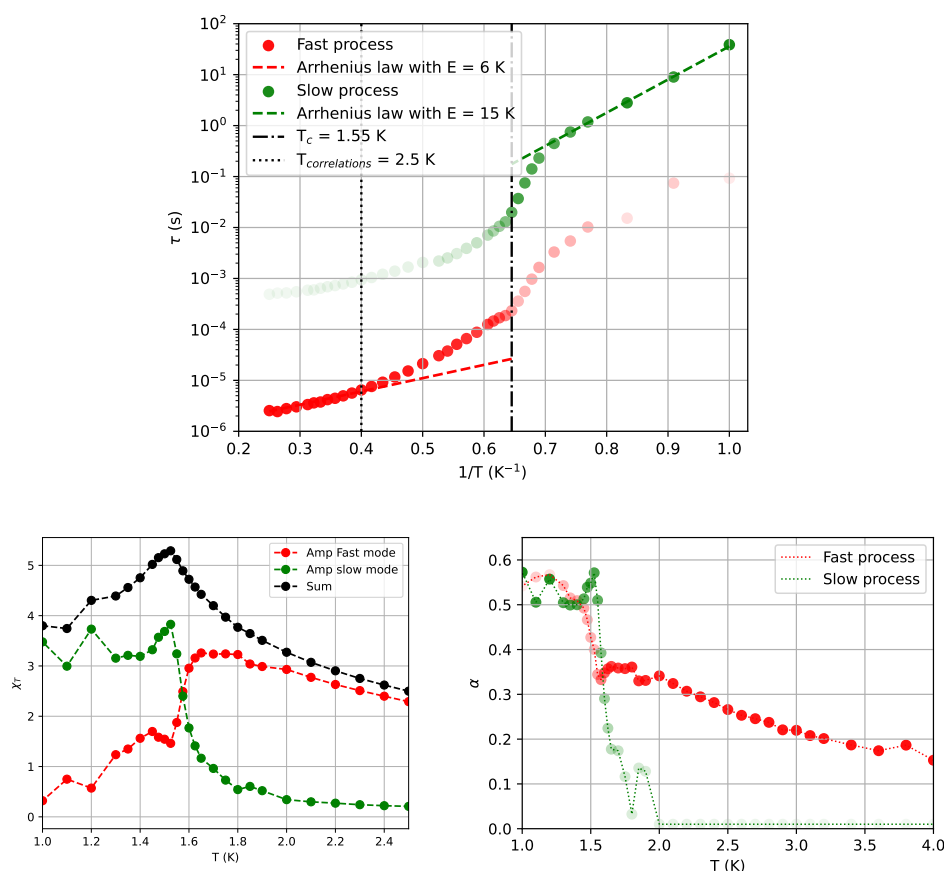 10²
10¹
10⁰
10⁻¹
10⁻²
10⁻³
10⁻⁴
10⁻⁵
10⁻⁶
τ (s)
Fast process
Arrhenius law with E = 6 K
Slow process
Arrhenius law with E = 15 K
T_c = 1.55 K
T_correlations = 2.5 K
0.2 0.3 0.4 0.5 0.6 0.7 0.8 0.9 1.0
1/T (K⁻¹)
5
4
3
2
1
0
χ_T
Amp Fast mode
Amp slow mode
Sum
1.0 1.2 1.4 1.6 1.8 2.0 2.2 2.4
T (K)
0.6
0.5
0.4
0.3
0.2
0.1
0.0
α
Fast process
Slow process
1.0 1.5 2.0 2.5 3.0 3.5 4.0
T (K)